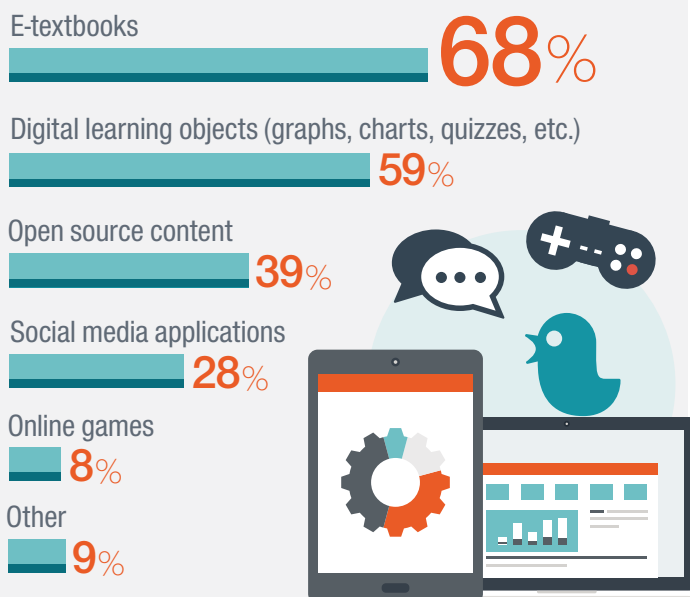 E-textbooks
68%
Digital learning objects (graphs, charts, quizzes, etc.)
59%
Open source content
39%
Social media applications
28%
Online games
8%
Other
9%